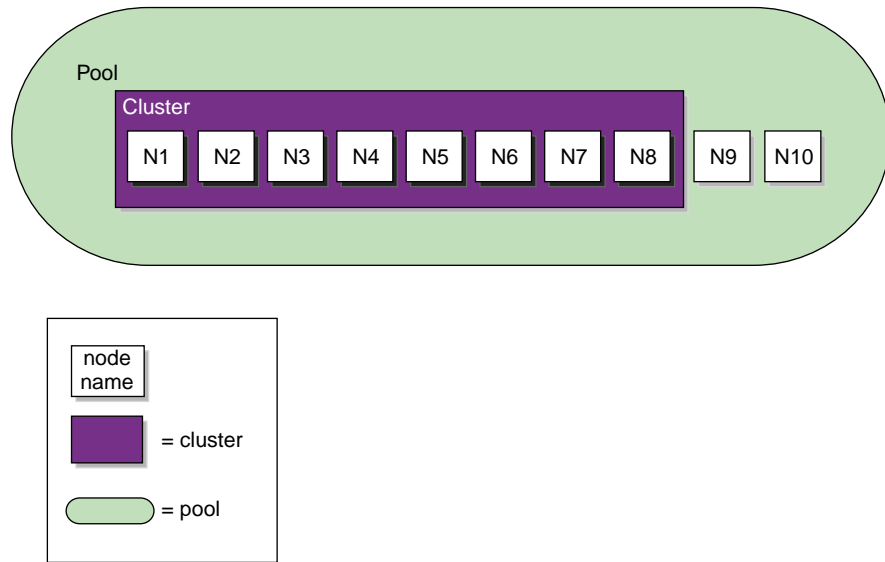 Pool
Cluster
N1 N2 N3 N4 N5 N6 N7 N8 N9 N10
node
name
= cluster
= pool